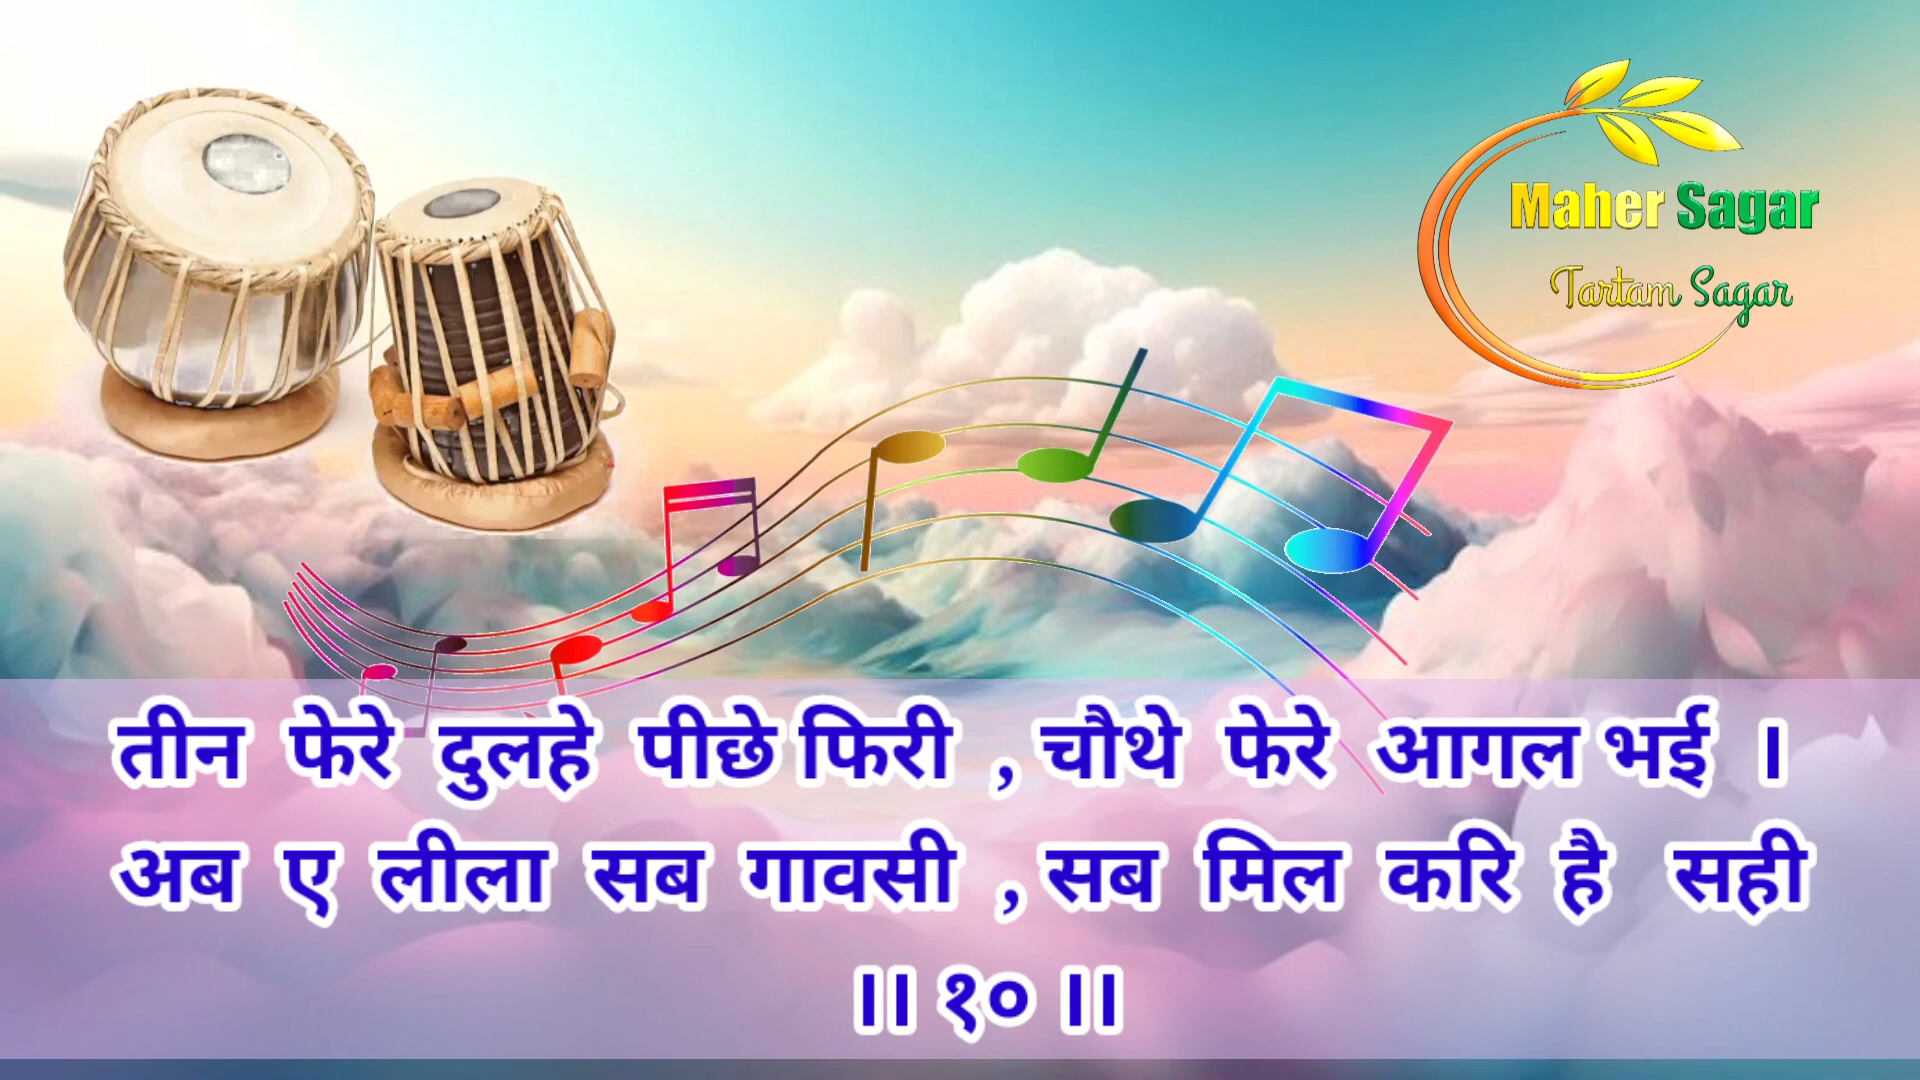 Maher Sagar
Tartam Sagar
तीन फेरे दुलहे पीछे फिरी , चौथे फेरे आगल भई ।
अब ए लीला सब गावसी , सब मिल करि है सही
।। १० ।।